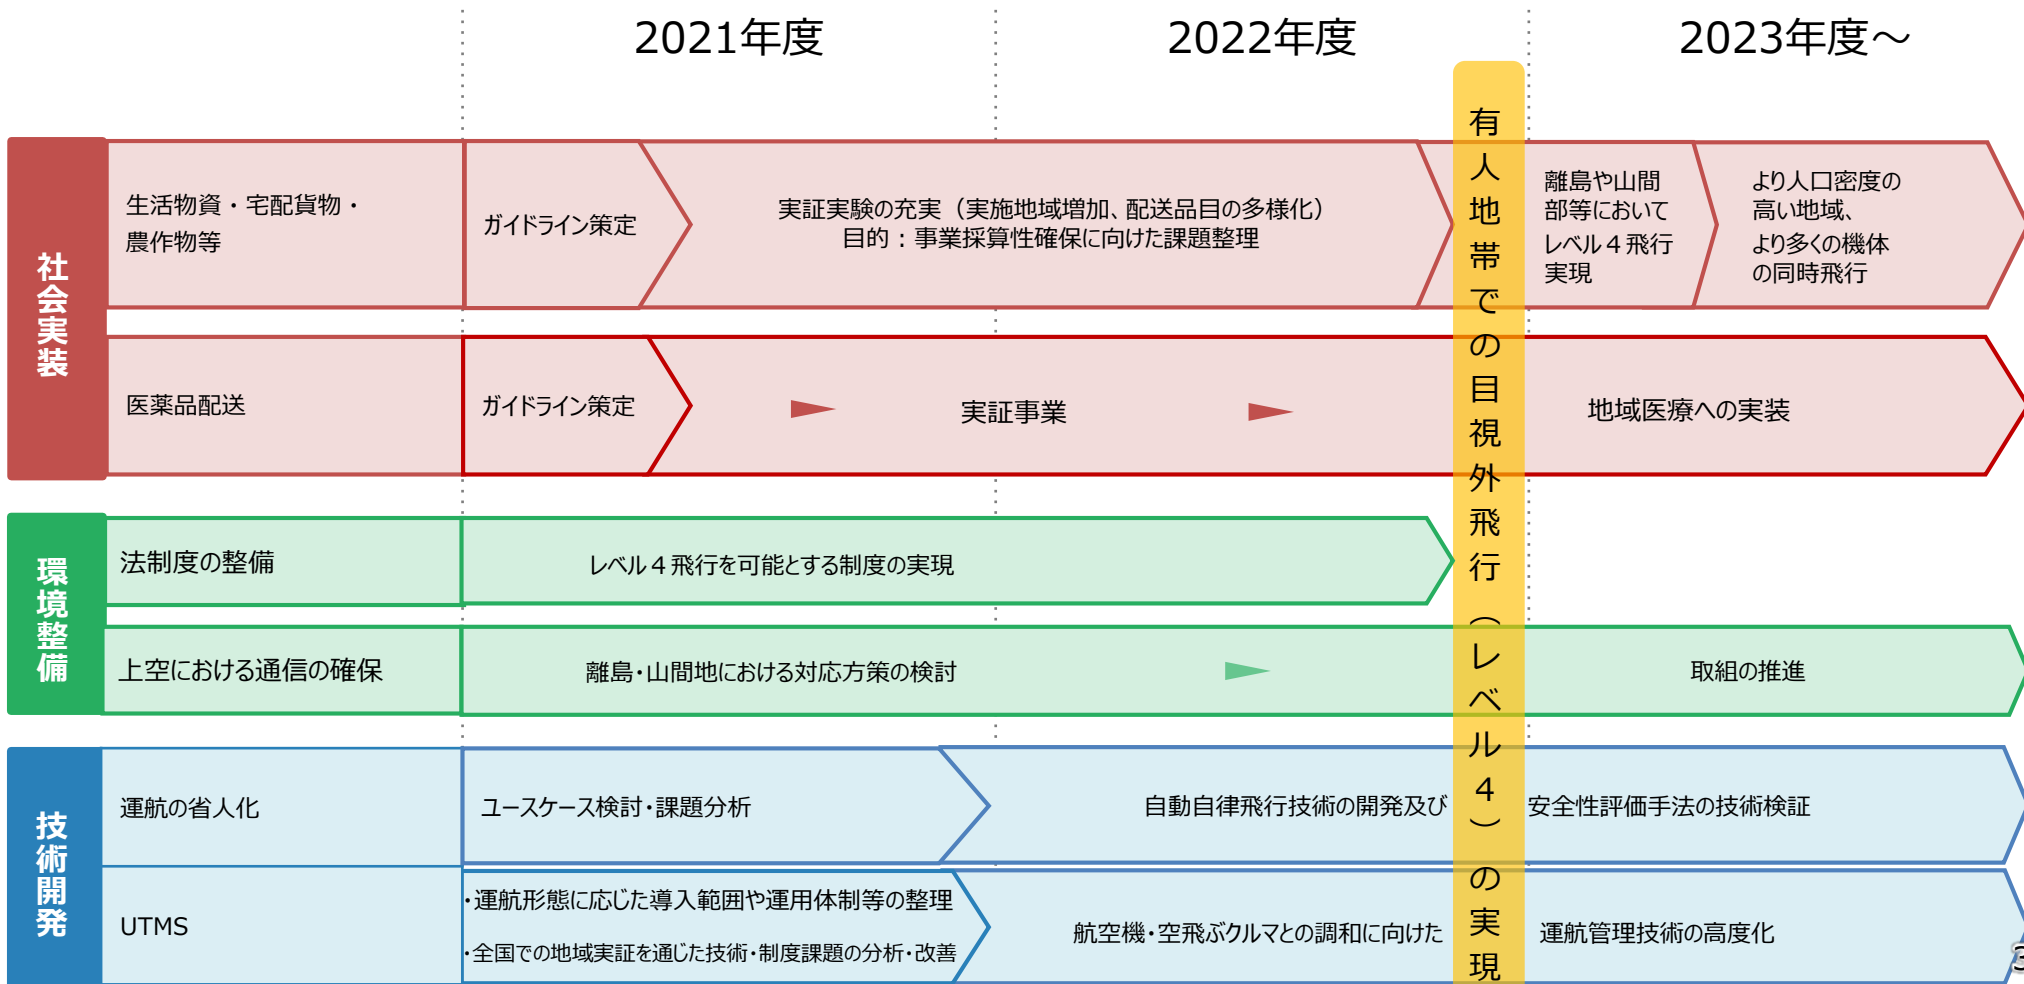 2021年度
2022年度
2023年度～
社会実装
生活物資・宅配貨物・
農作物等
ガイドライン策定
実証実験の充実（実施地域増加、配送品目の多様化）
目的：事業採算性確保に向けた課題整理
離島や山間
部等において
レベル４飛行
実現
より人口密度の
高い地域、
より多くの機体
の同時飛行
医薬品配送
ガイドライン策定
実証事業
地域医療への実装
有人地帯での目視外飛行（レベル４）の実現
環境整備
法制度の整備
レベル４飛行を可能とする制度の実現
上空における通信の確保
離島・山間地における対応方策の検討
取組の推進
技術開発
運航の省人化
ユースケース検討・課題分析
自動自律飛行技術の開発及び 安全性評価手法の技術検証
UTMS
・運航形態に応じた導入範囲や運用体制等の整理
・全国での地域実証を通じた技術・制度課題の分析・改善
航空機・空飛ぶクルマとの調和に向けた 運航管理技術の高度化
3